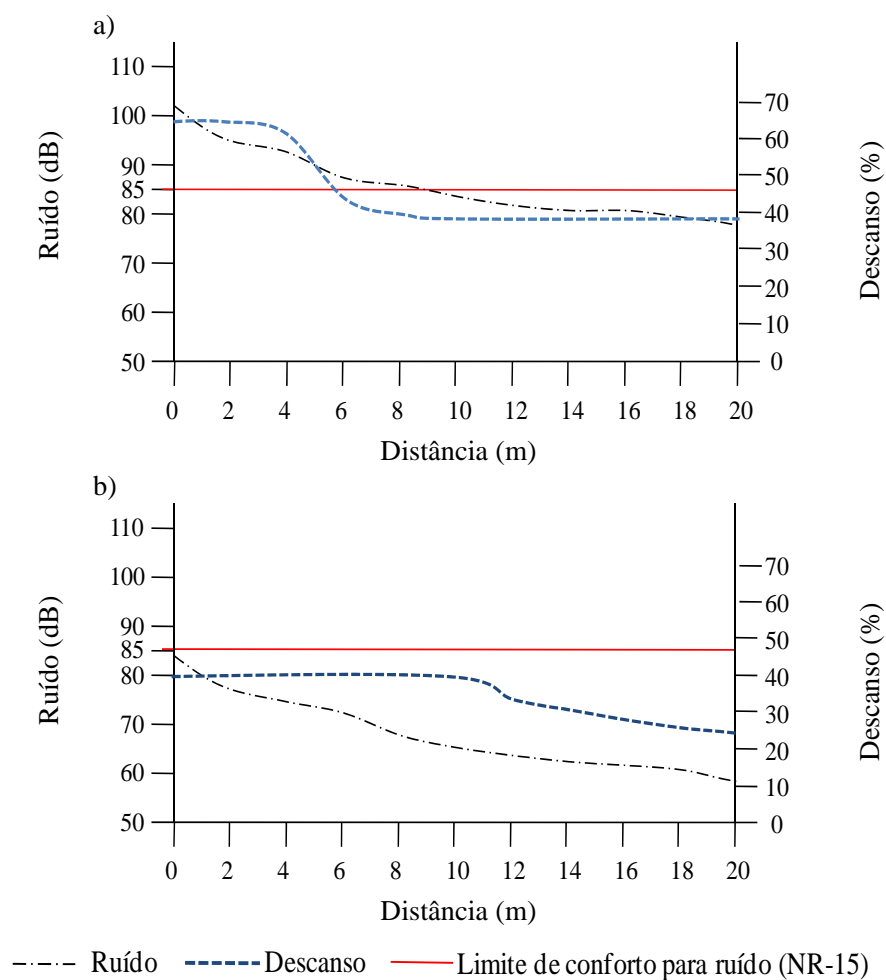 a)
110
100
90
85
80
70
60
50
Ruído (dB)
70
60
50
40
30
20
10
0
Descanso (%)
0 2 4 6 8 10 12 14 16 18 20
Distância (m)
b)
110
100
90
85
80
70
60
50
Ruído (dB)
70
60
50
40
30
20
10
0
Descanso (%)
0 2 4 6 8 10 12 14 16 18 20
Distância (m)
Ruído Descanso Limite de conforto para ruído (NR-15)